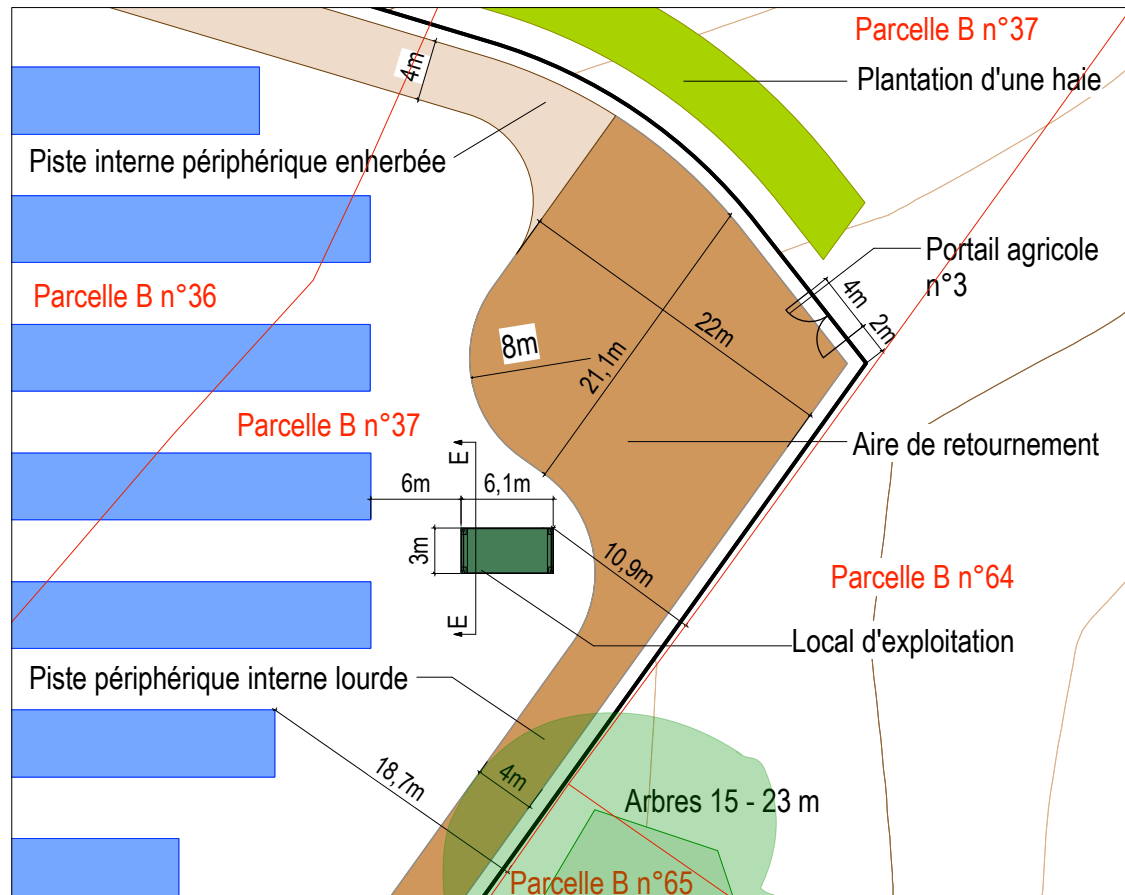 Parcelle B n°37
Plantation d'une haie
4m
Piste interne périphérique enherbée
Portail agricole
n°3
4m
2m
Parcelle B n°36
22m
8m
21,1m
Parcelle B n°37
Aire de retournement
E
6m
6,1m
3m
10,9m
Parcelle B n°64
E
Local d'exploitation
Piste périphérique interne lourde
18,7m
4m
Arbres 15 - 23 m
Parcelle B n°65